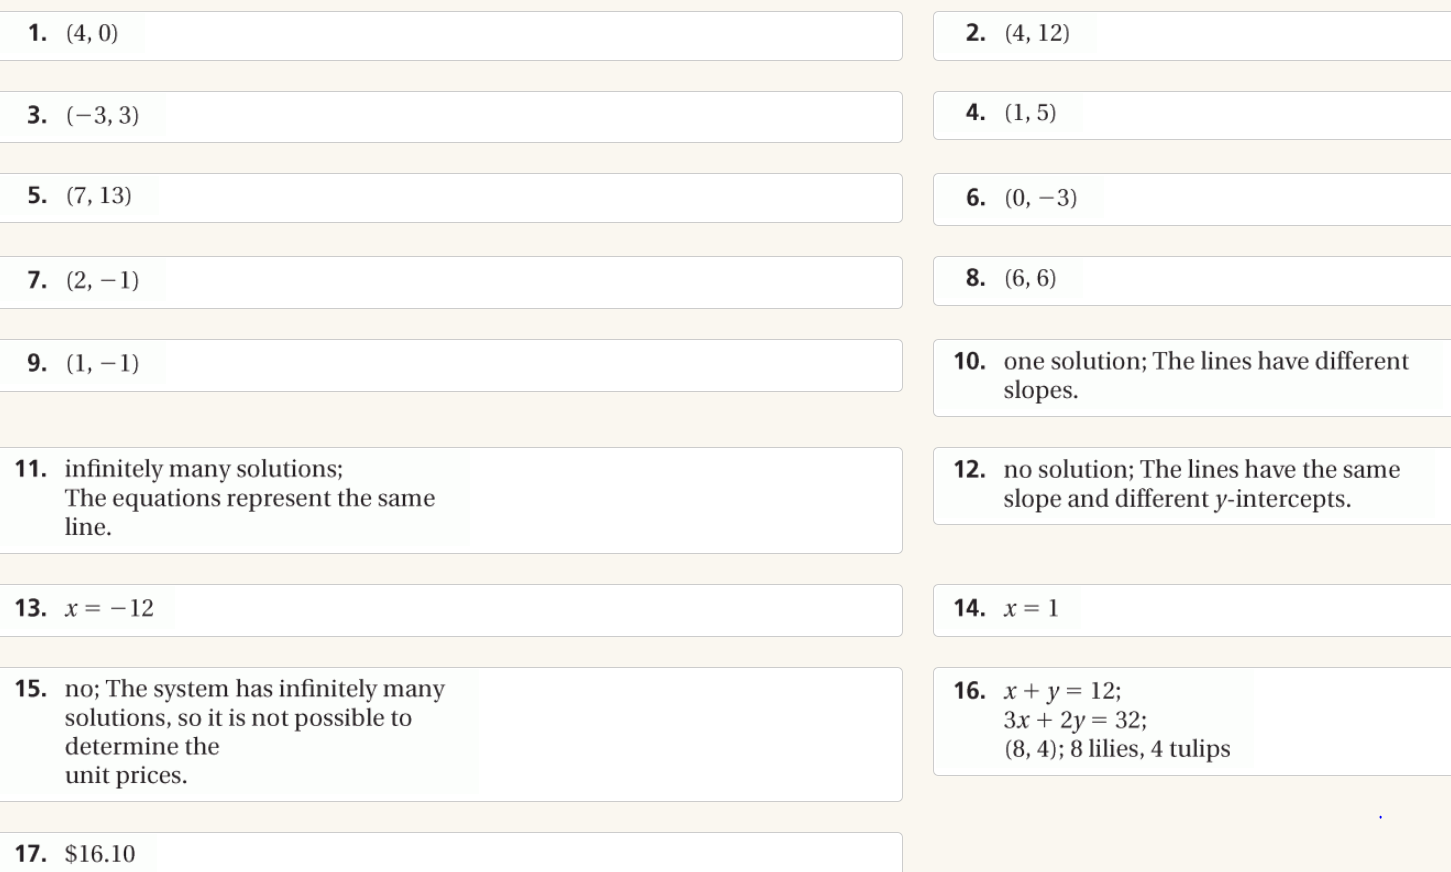 1. (4, 0)
2. (4, 12)
3. (−3, 3)
4. (1, 5)
5. (7, 13)
6. (0, −3)
7. (2, −1)
8. (6, 6)
9. (1, −1)
10. one solution; The lines have different
slopes.
11. infinitely many solutions;
The equations represent the same
line.
12. no solution; The lines have the same
slope and different y-intercepts.
13. x = −12
14. x = 1
15. no; The system has infinitely many
solutions, so it is not possible to
determine the
unit prices.
16. x + y = 12;
3x + 2y = 32;
(8, 4); 8 lilies, 4 tulips
17. $16.10